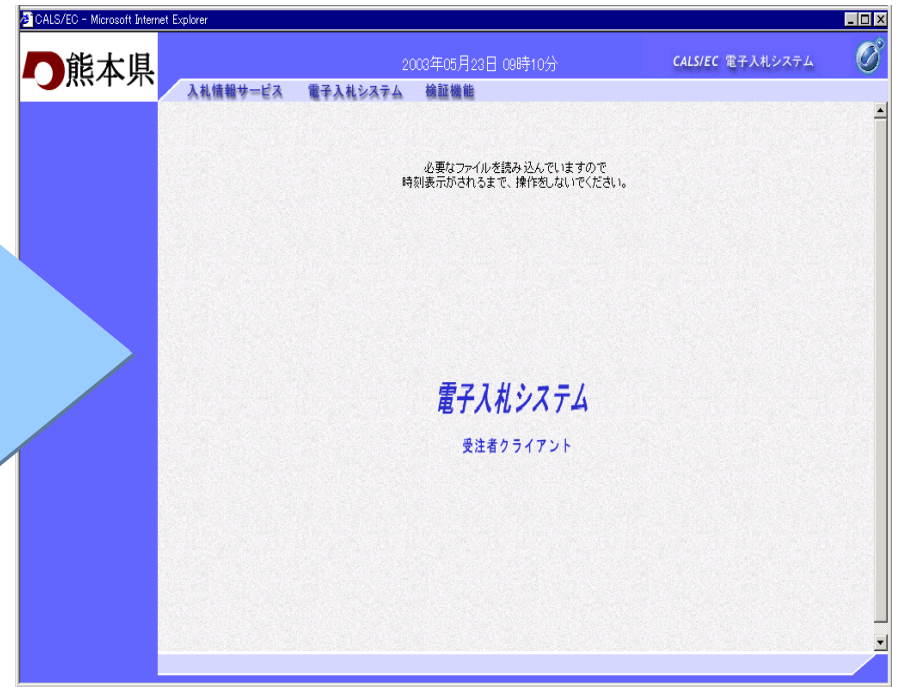 CALS/EC - Microsoft Internet Explorer
熊本県
2003年05月23日 09時10分
CALS/EC 電子入札システム
入札情報サービス 電子入札システム 検証機能
必要なファイルを読み込んでいますので
時刻表示がされるまで、操作をしないでください。
電子入札システム
受注者クライアント